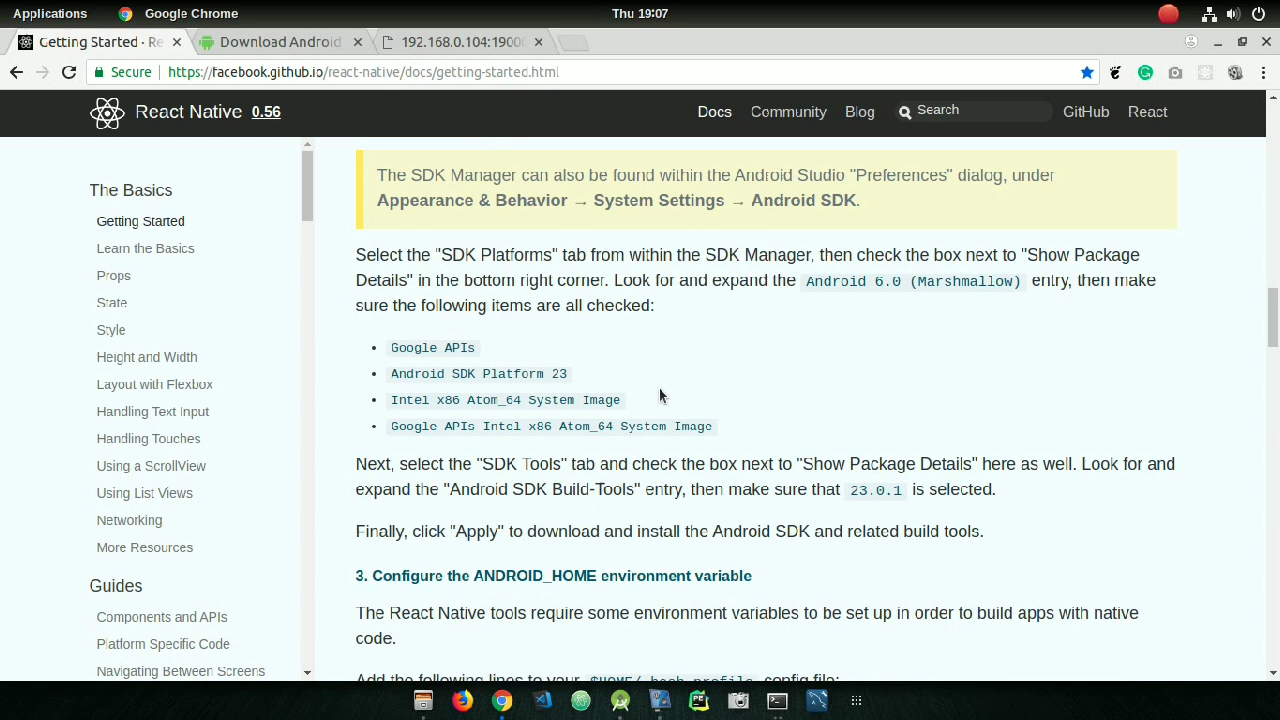 Applications Google Chrome Thu 19:07
Getting Started · Re Download Android 192.168.0.104:1900
Secure https://facebook.github.io/react-native/docs/getting-started.html
React Native 0.56 Docs Community Blog Search GitHub React
The Basics
Getting Started
Learn the Basics
Props
State
Style
Height and Width
Layout with Flexbox
Handling Text Input
Handling Touches
Using a ScrollView
Using List Views
Networking
More Resources
Guides
Components and APIs
Platform Specific Code
Navigating Between Screens
The SDK Manager can also be found within the Android Studio "Preferences" dialog, under
Appearance & Behavior → System Settings → Android SDK.
Select the "SDK Platforms" tab from within the SDK Manager, then check the box next to "Show Package
Details" in the bottom right corner. Look for and expand the Android 6.0 (Marshmallow) entry, then make
sure the following items are all checked:
• Google APIs
• Android SDK Platform 23
• Intel x86 Atom_64 System Image
• Google APIs Intel x86 Atom_64 System Image
Next, select the "SDK Tools" tab and check the box next to "Show Package Details" here as well. Look for and
expand the "Android SDK Build-Tools" entry, then make sure that 23.0.1 is selected.
Finally, click "Apply" to download and install the Android SDK and related build tools.
3. Configure the ANDROID_HOME environment variable
The React Native tools require some environment variables to be set up in order to build apps with native
code.
Add the following lines to your $HOME/.bash_profile config file: